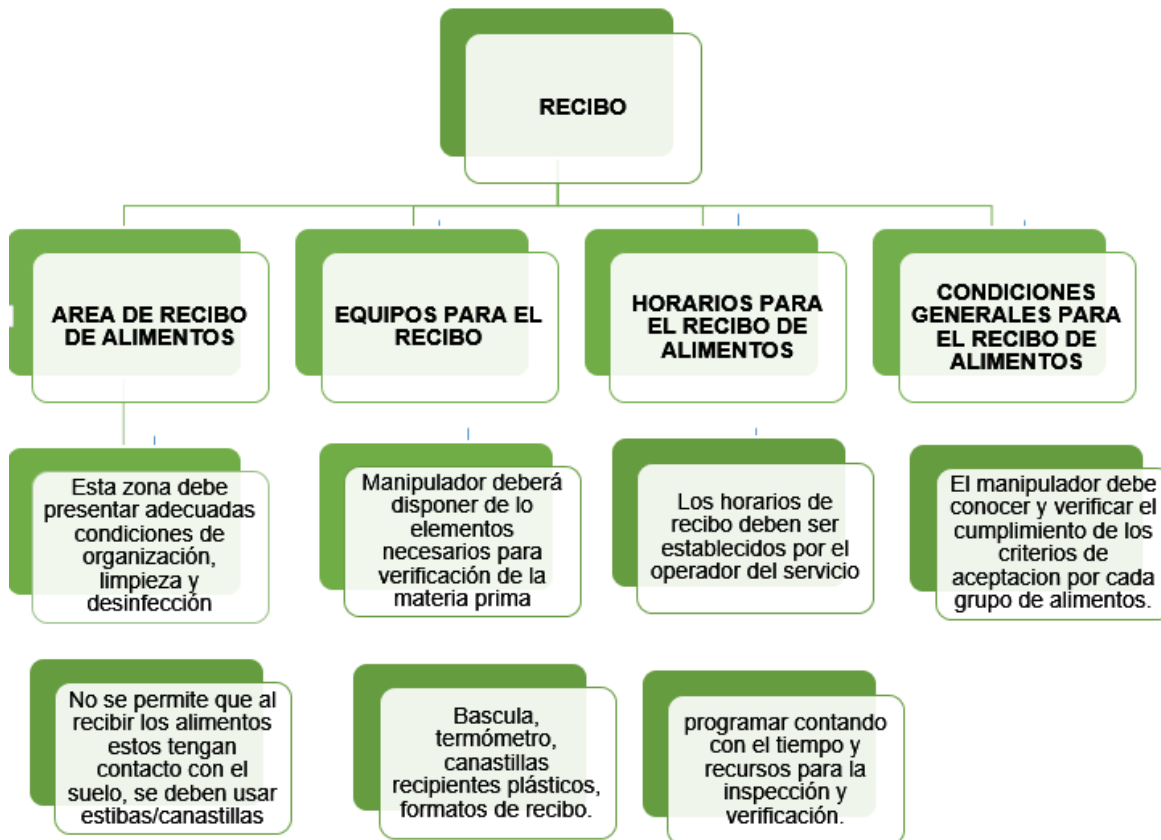 RECIBO
AREA DE RECIBO
DE ALIMENTOS
EQUIPOS PARA EL
RECIBO
HORARIOS PARA
EL RECIBO DE
ALIMENTOS
CONDICIONES
GENERALES PARA
EL RECIBO DE
ALIMENTOS
Esta zona debe
presentar adecuadas
condiciones de
organización,
limpieza y
desinfección
Manipulador deberá
disponer de lo
elementos
necesarios para
verificación de la
materia prima
Los horarios de
recibo deben ser
establecidos por el
operador del servicio
El manipulador debe
conocer y verificar el
cumplimiento de los
criterios de
aceptacion por cada
grupo de alimentos.
No se permite que al
recibir los alimentos
estos tengan
contacto con el
suelo, se deben usar
estibas/canastillas
Bascula,
termómetro,
canastillas
recipientes plásticos,
formatos de recibo.
programar contando
con el tiempo y
recursos para la
inspección y
verificación.